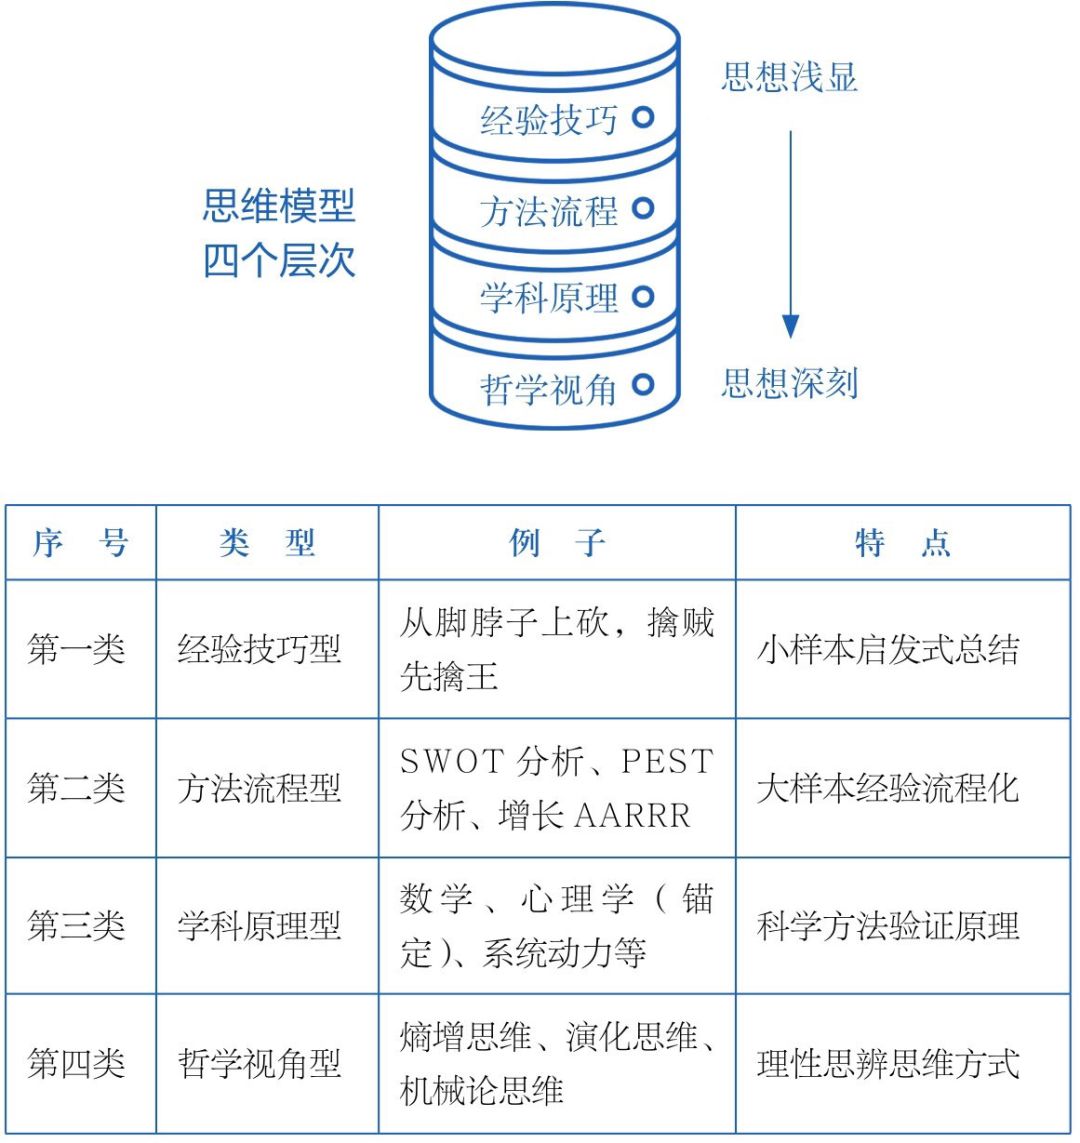 思想浅显
经验技巧
思维模型
四个层次
方法流程
学科原理
哲学视角
思想深刻
序号 类型 例子 特点
第一类 经验技巧型 从脚脖子上砍，擒贼
先擒王 小样本启发式总结
第二类 方法流程型 SWOT 分析、PEST
分析、增长 AARRR 大样本经验流程化
第三类 学科原理型 数学、心理学（锚
定）、系统动力等 科学方法验证原理
第四类 哲学视角型 熵增思维、演化思维、
机械论思维 理性思辨思维方式